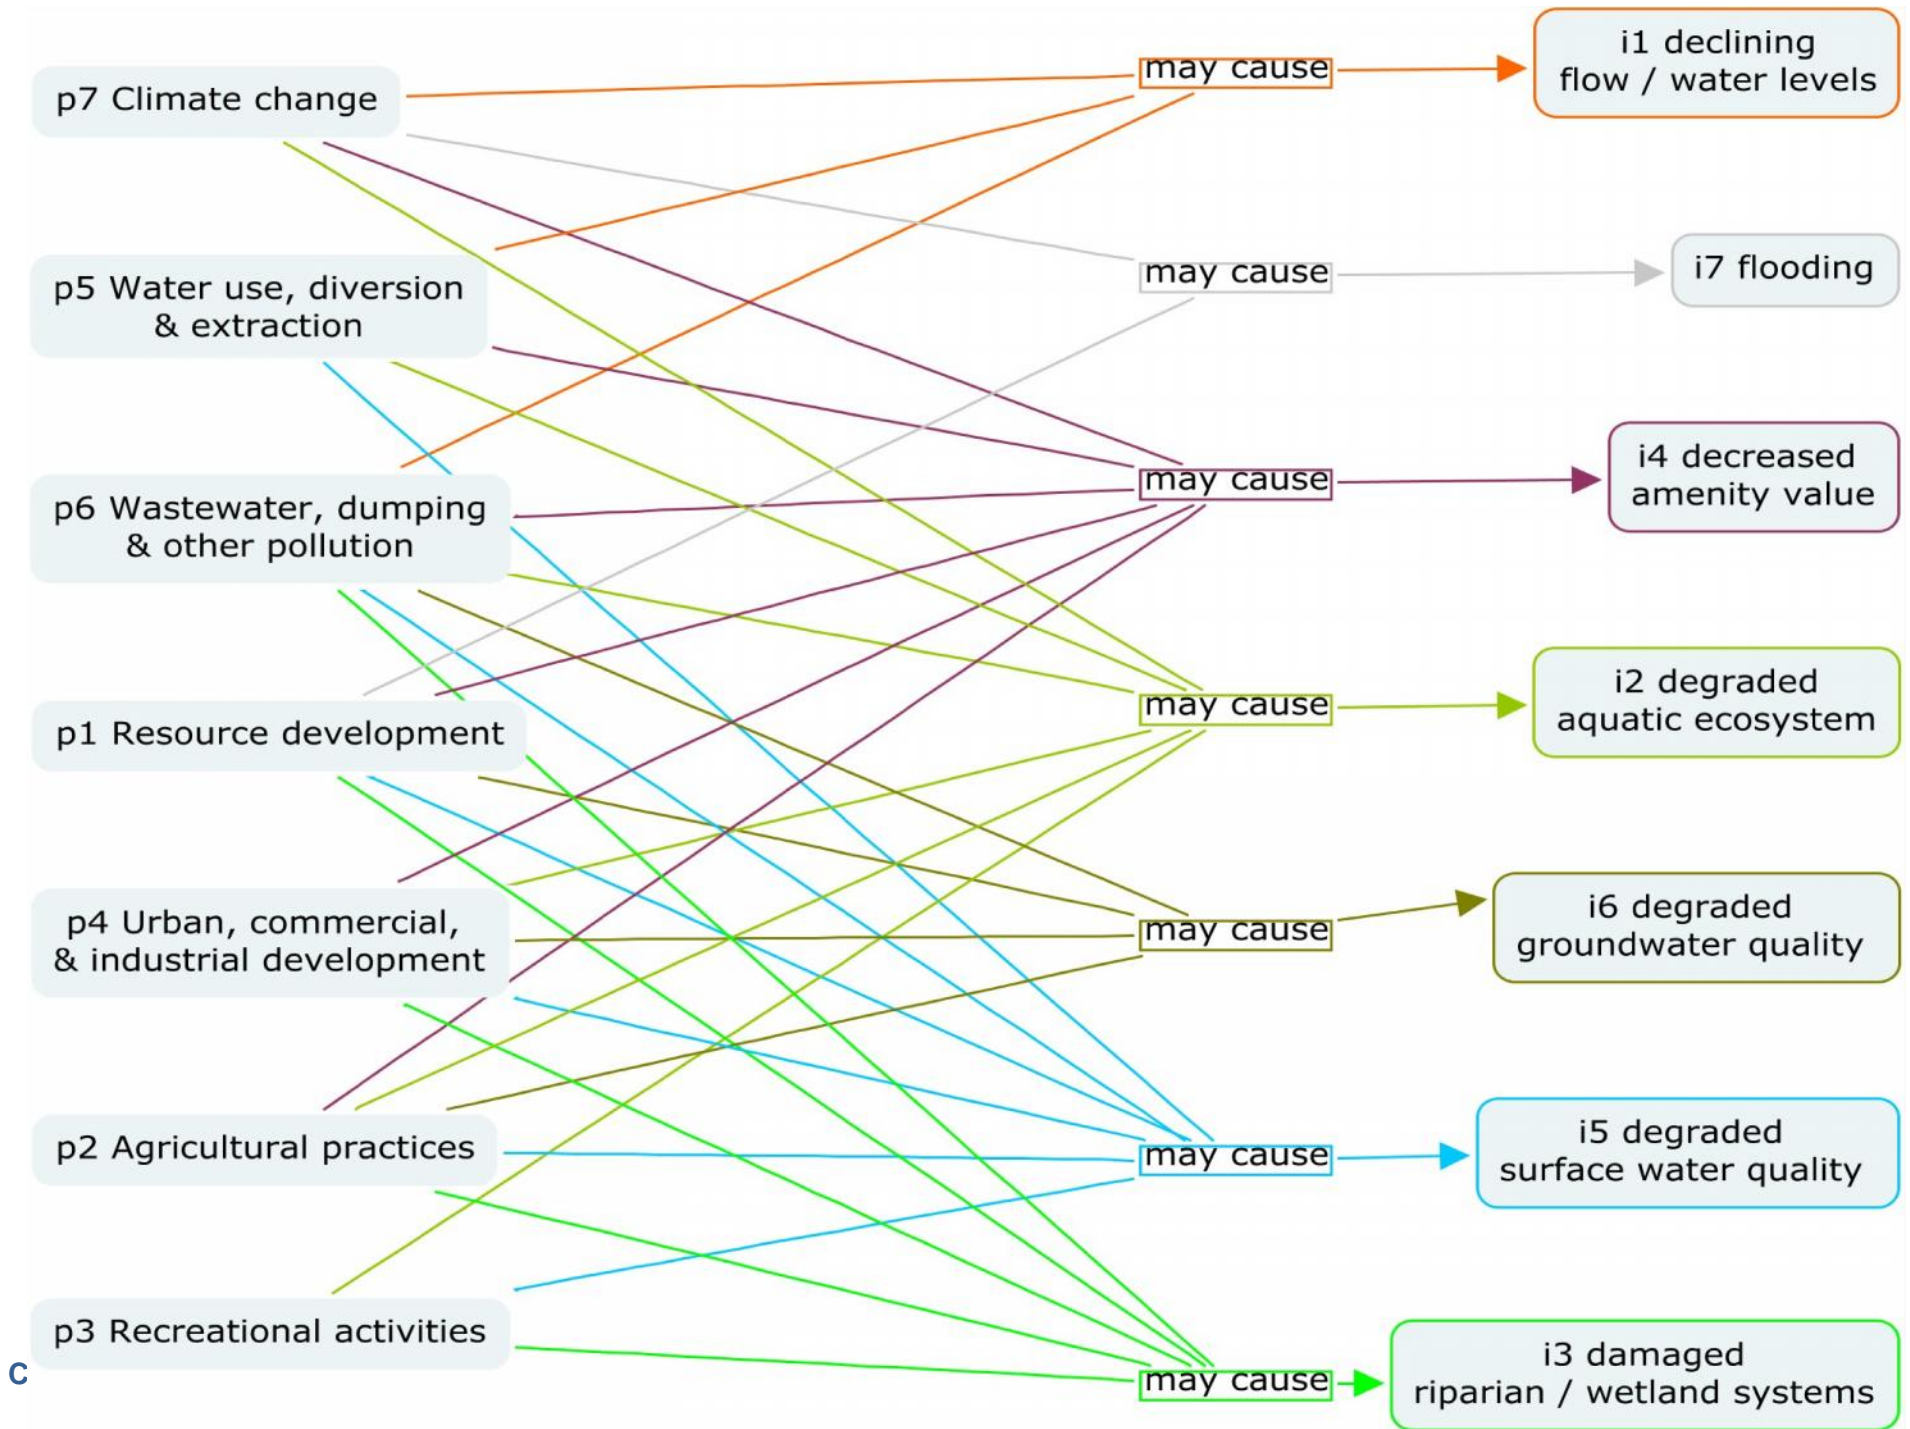 p7 Climate change
p5 Water use, diversion
& extraction
p6 Wastewater, dumping
& other pollution
p1 Resource development
p4 Urban, commercial,
& industrial development
p2 Agricultural practices
p3 Recreational activities
C
may cause
may cause
may cause
may cause
may cause
may cause
may cause
i1 declining
flow / water levels
i7 flooding
i4 decreased
amenity value
i2 degraded
aquatic ecosystem
i6 degraded
groundwater quality
i5 degraded
surface water quality
i3 damaged
riparian / wetland systems